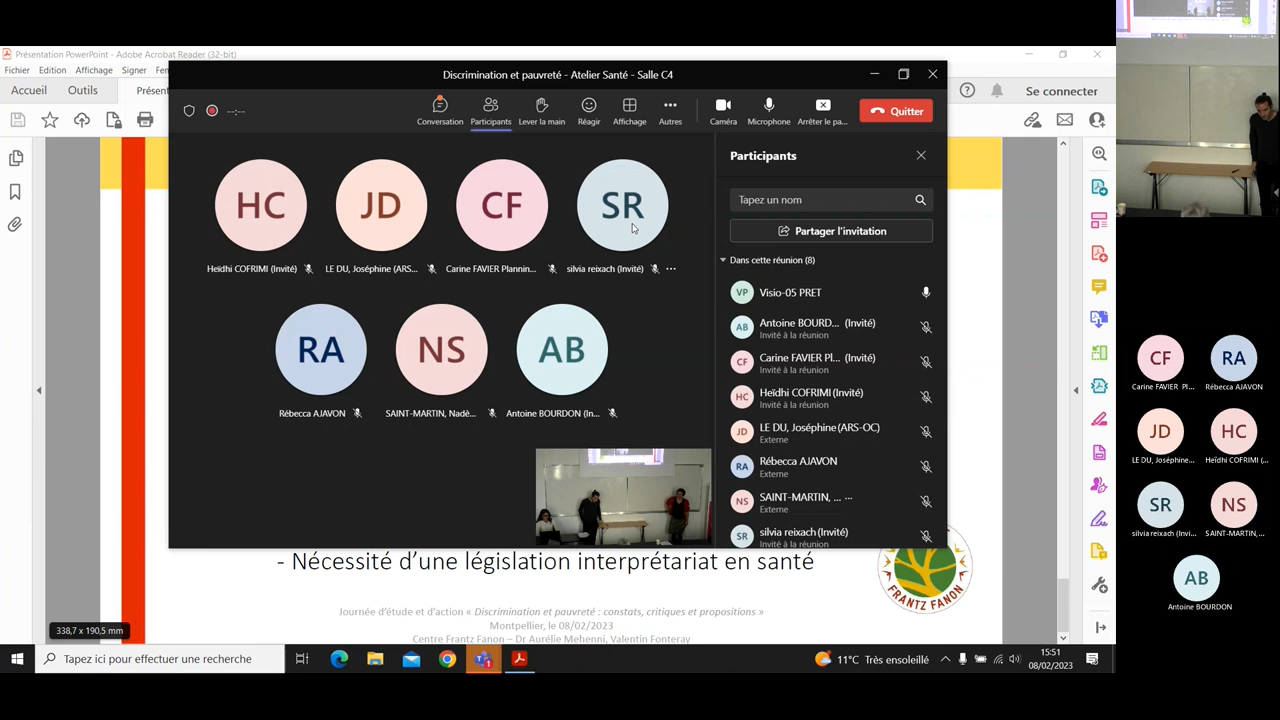 Présentation PowerPoint - Adobe Acrobat Reader (32-bit)
Fichier Edition Affichage Signer
Accueil Outils
Se connecter
Discrimination et pauvreté - Atelier Santé - Salle C4
--:--
Conversation Participants Lever la main Réagir Affichage Autres Caméra Microphone Arrêter le pa... Quitter
HC JD CF SR
Heïdhi COFRIMI (Invité) LE DU, Joséphine (ARS... Carine FAVIER Plannin... silvia reixach (Invité)
RA NS AB
Rébecca AJAVON SAINT-MARTIN, Nadè... Antoine BOURDON (In...
Participants
Tapez un nom
Partager l'invitation
Dans cette réunion (8)
VP Visio-05 PRET
AB Antoine BOURD... (Invité)
Invité à la réunion
CF Carine FAVIER Pl... (Invité)
Invité à la réunion
HC Heïdhi COFRIMI (Invité)
Invité à la réunion
JD LE DU, Joséphine (ARS-OC)
Externe
RA Rébecca AJAVON
Externe
NS SAINT-MARTIN, ... ...
Externe
silvia reixach (Invité)
Invité à la réunion
- Nécessité d'une législation interprétariat en santé
FRANTZ FANON
Journée d'étude et d'action « Discrimination et pauvreté : constats, critiques et propositions »
Montpellier, le 08/02/2023
Centre Frantz Fanon – Dr Aurélie Mehenni, Valentin Fonteray
338,7 x 190,5 mm
Tapez ici pour effectuer une recherche
11°C Très ensoleillé
15:51
08/02/2023
CF RA
Carine FAVIER Pl... Rébecca AJAVON
JD HC
LE DU, Joséphine... Heïdhi COFRIMI (...
SR NS
silvia reixach (Invi... SAINT-MARTIN,...
AB
Antoine BOURDON